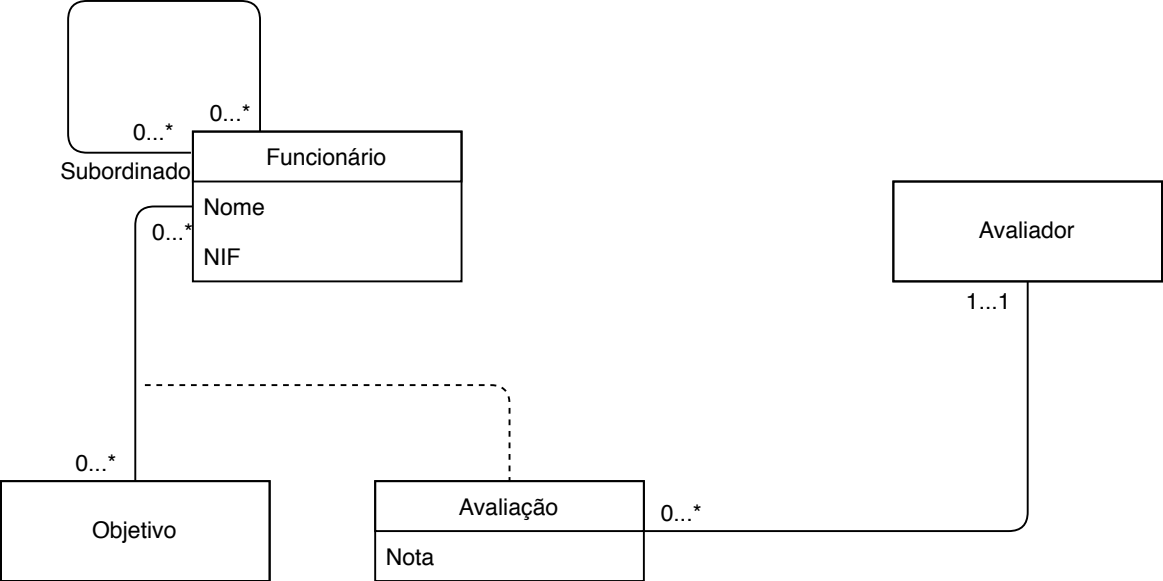 0...*
0...*
Subordinado
Funcionário
Nome
NIF
0...*
Avaliador
1...1
0...*
Objetivo
Avaliação
Nota
0...*